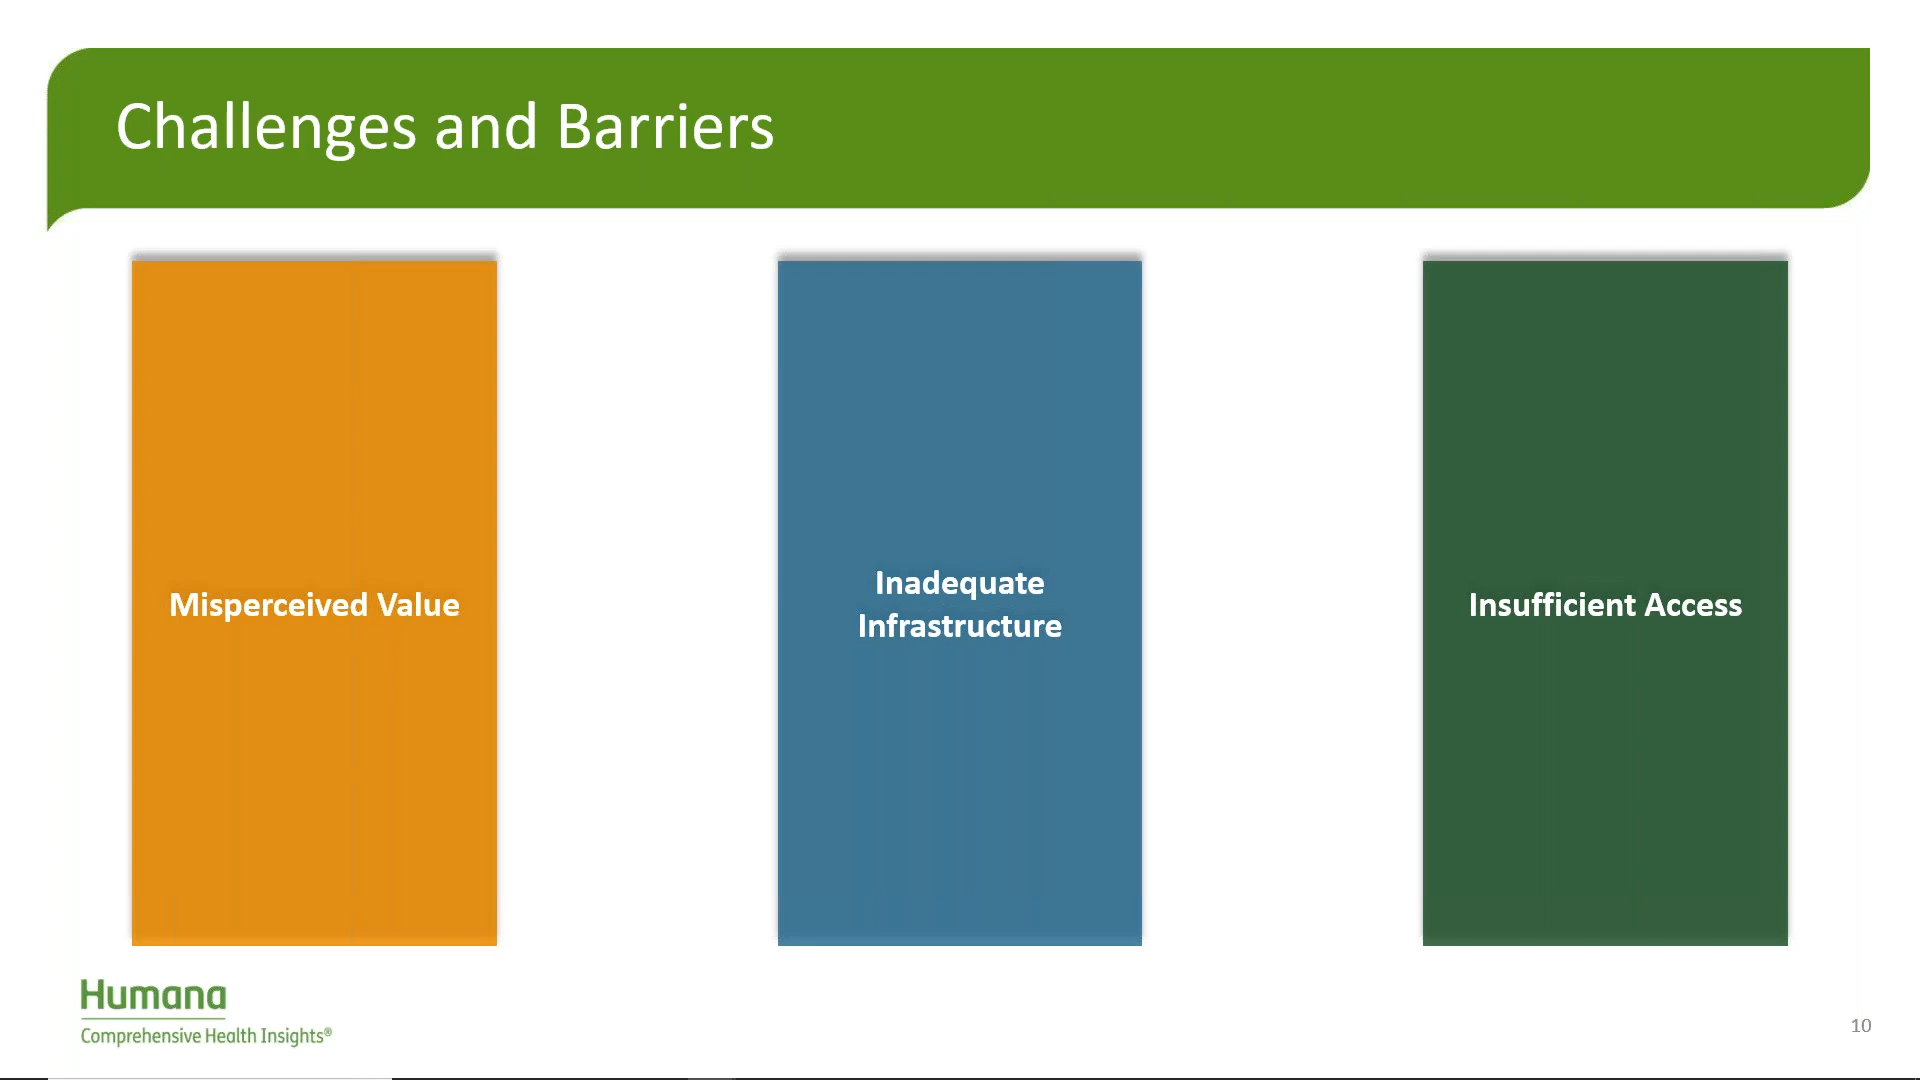 Challenges and Barriers
Misperceived Value
Inadequate
Infrastructure
Insufficient Access
Humana
Comprehensive Health Insights®
10